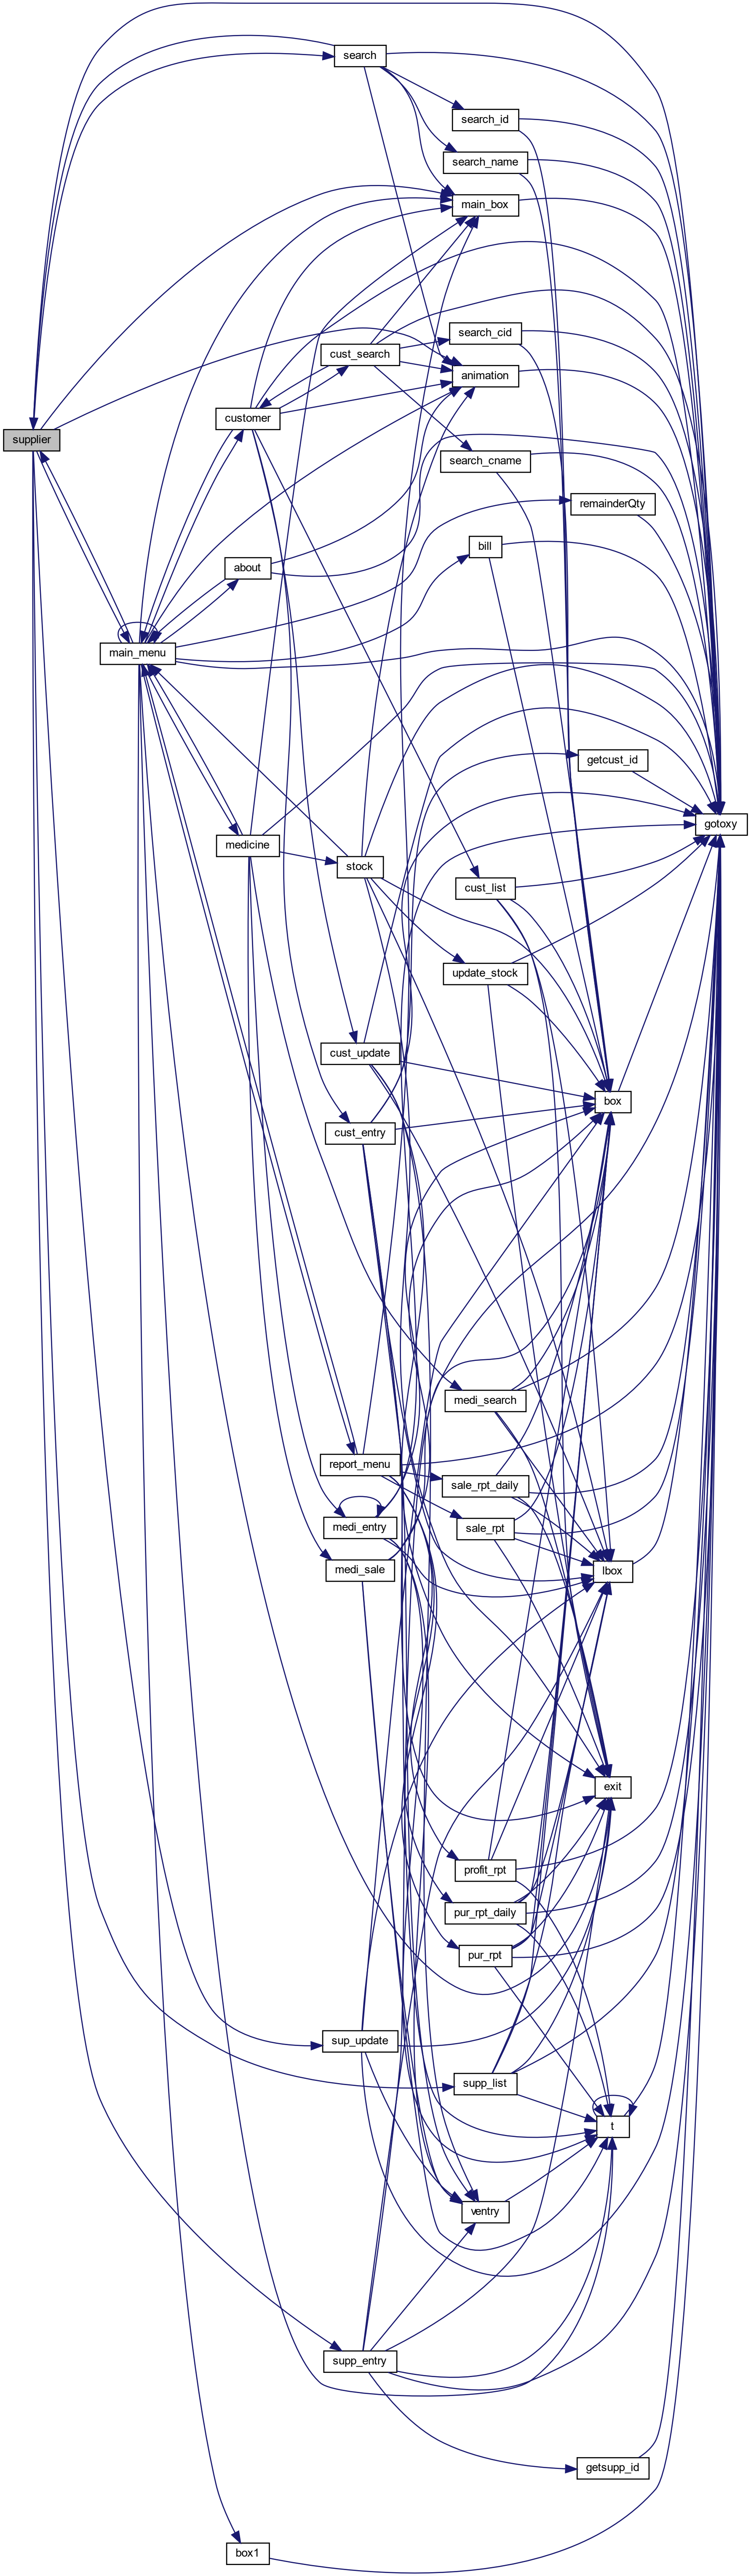 search
search_id
search_name
main_box
search_cid
cust_search
animation
customer
supplier
search_cname
remainderQty
bill
about
main_menu
getcust_id
gotoxy
medicine
stock
cust_list
update_stock
cust_update
box
cust_entry
medi_search
report_menu
sale_rpt_daily
medi_entry
sale_rpt
medi_sale
lbox
exit
profit_rpt
pur_rpt_daily
pur_rpt
sup_update
supp_list
t
ventry
supp_entry
getsupp_id
box1